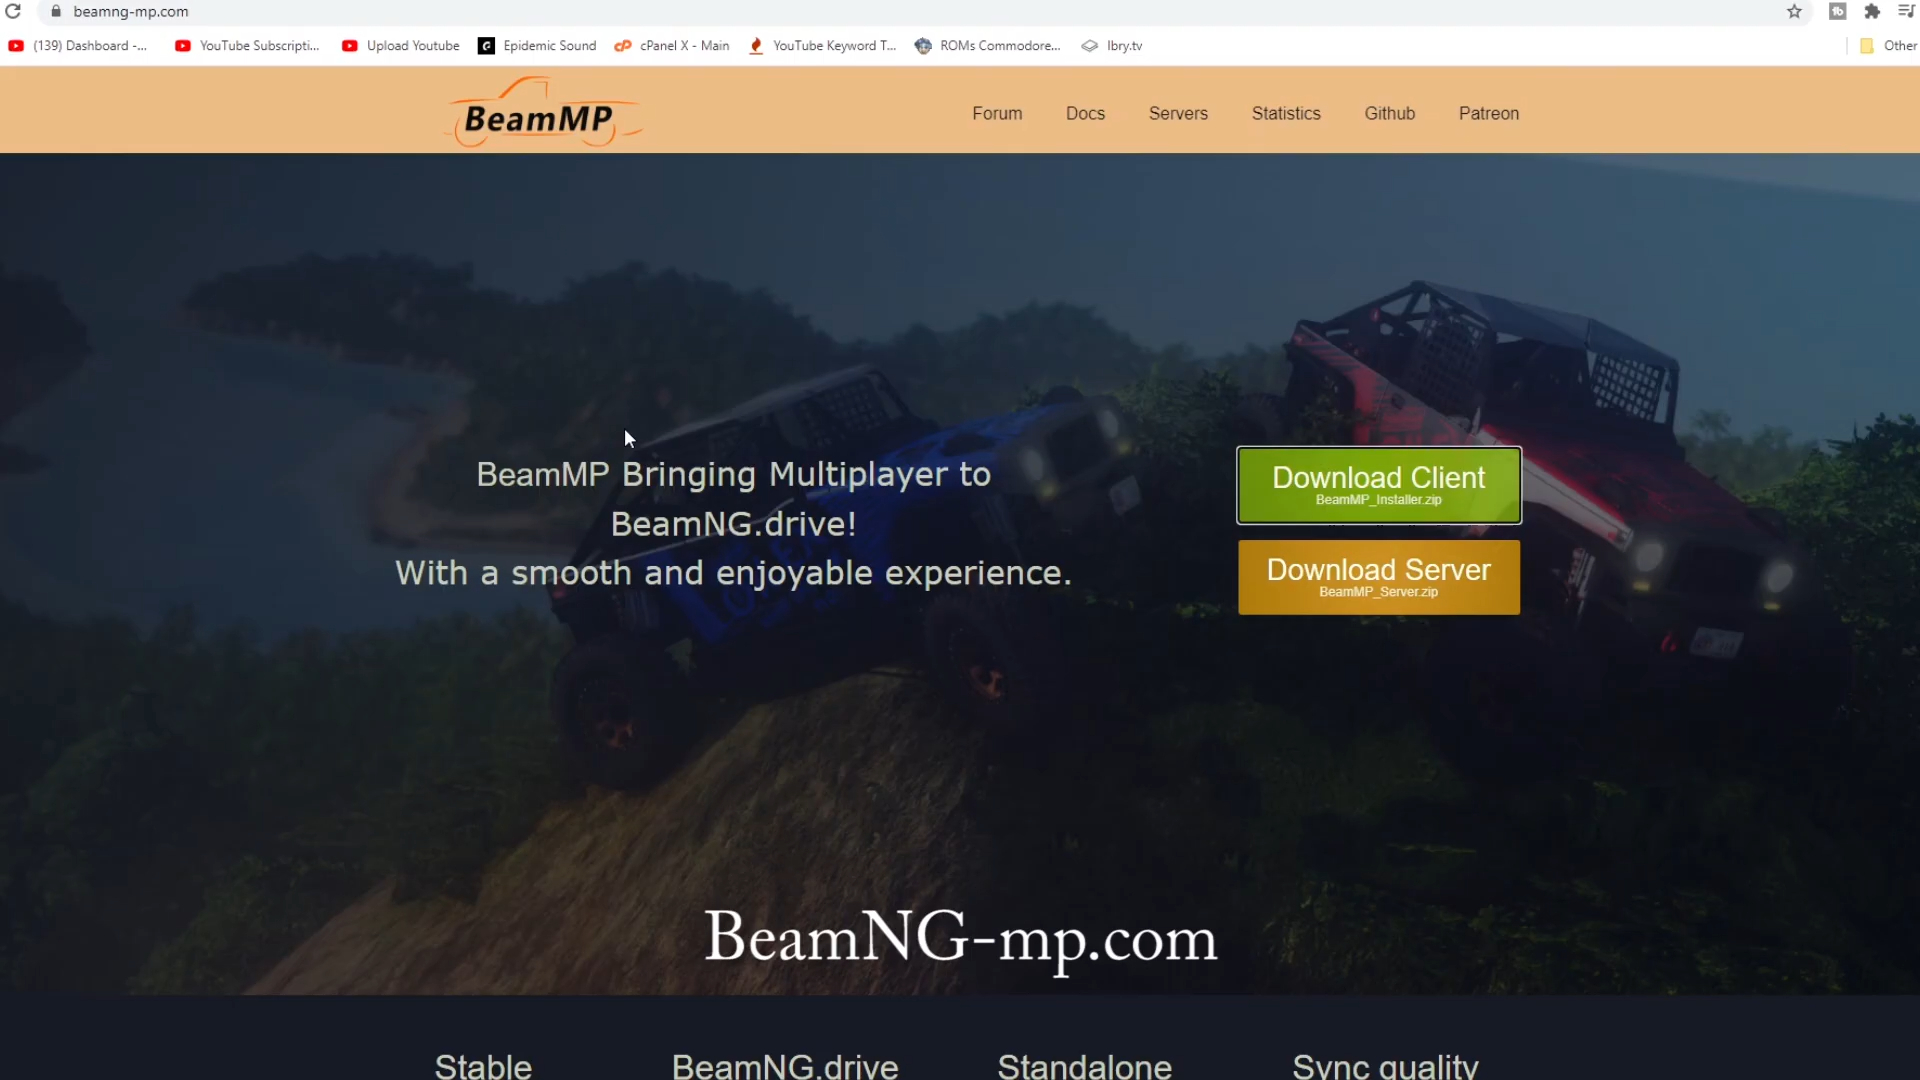 beamng-mp.com
(139) Dashboard -...
YouTube Subscripti...
Upload Youtube
Epidemic Sound
cPanel X - Main
YouTube Keyword T...
ROMs Commodore...
lbry.tv
Other
BeamMP
Forum
Docs
Servers
Statistics
Github
Patreon
BeamMP Bringing Multiplayer to
BeamNG.drive!
With a smooth and enjoyable experience.
Download Client
BeamMP_Installer.zip
Download Server
BeamMP_Server.zip
BeamNG-mp.com
Stable
BeamNG.drive
Standalone
Sync quality